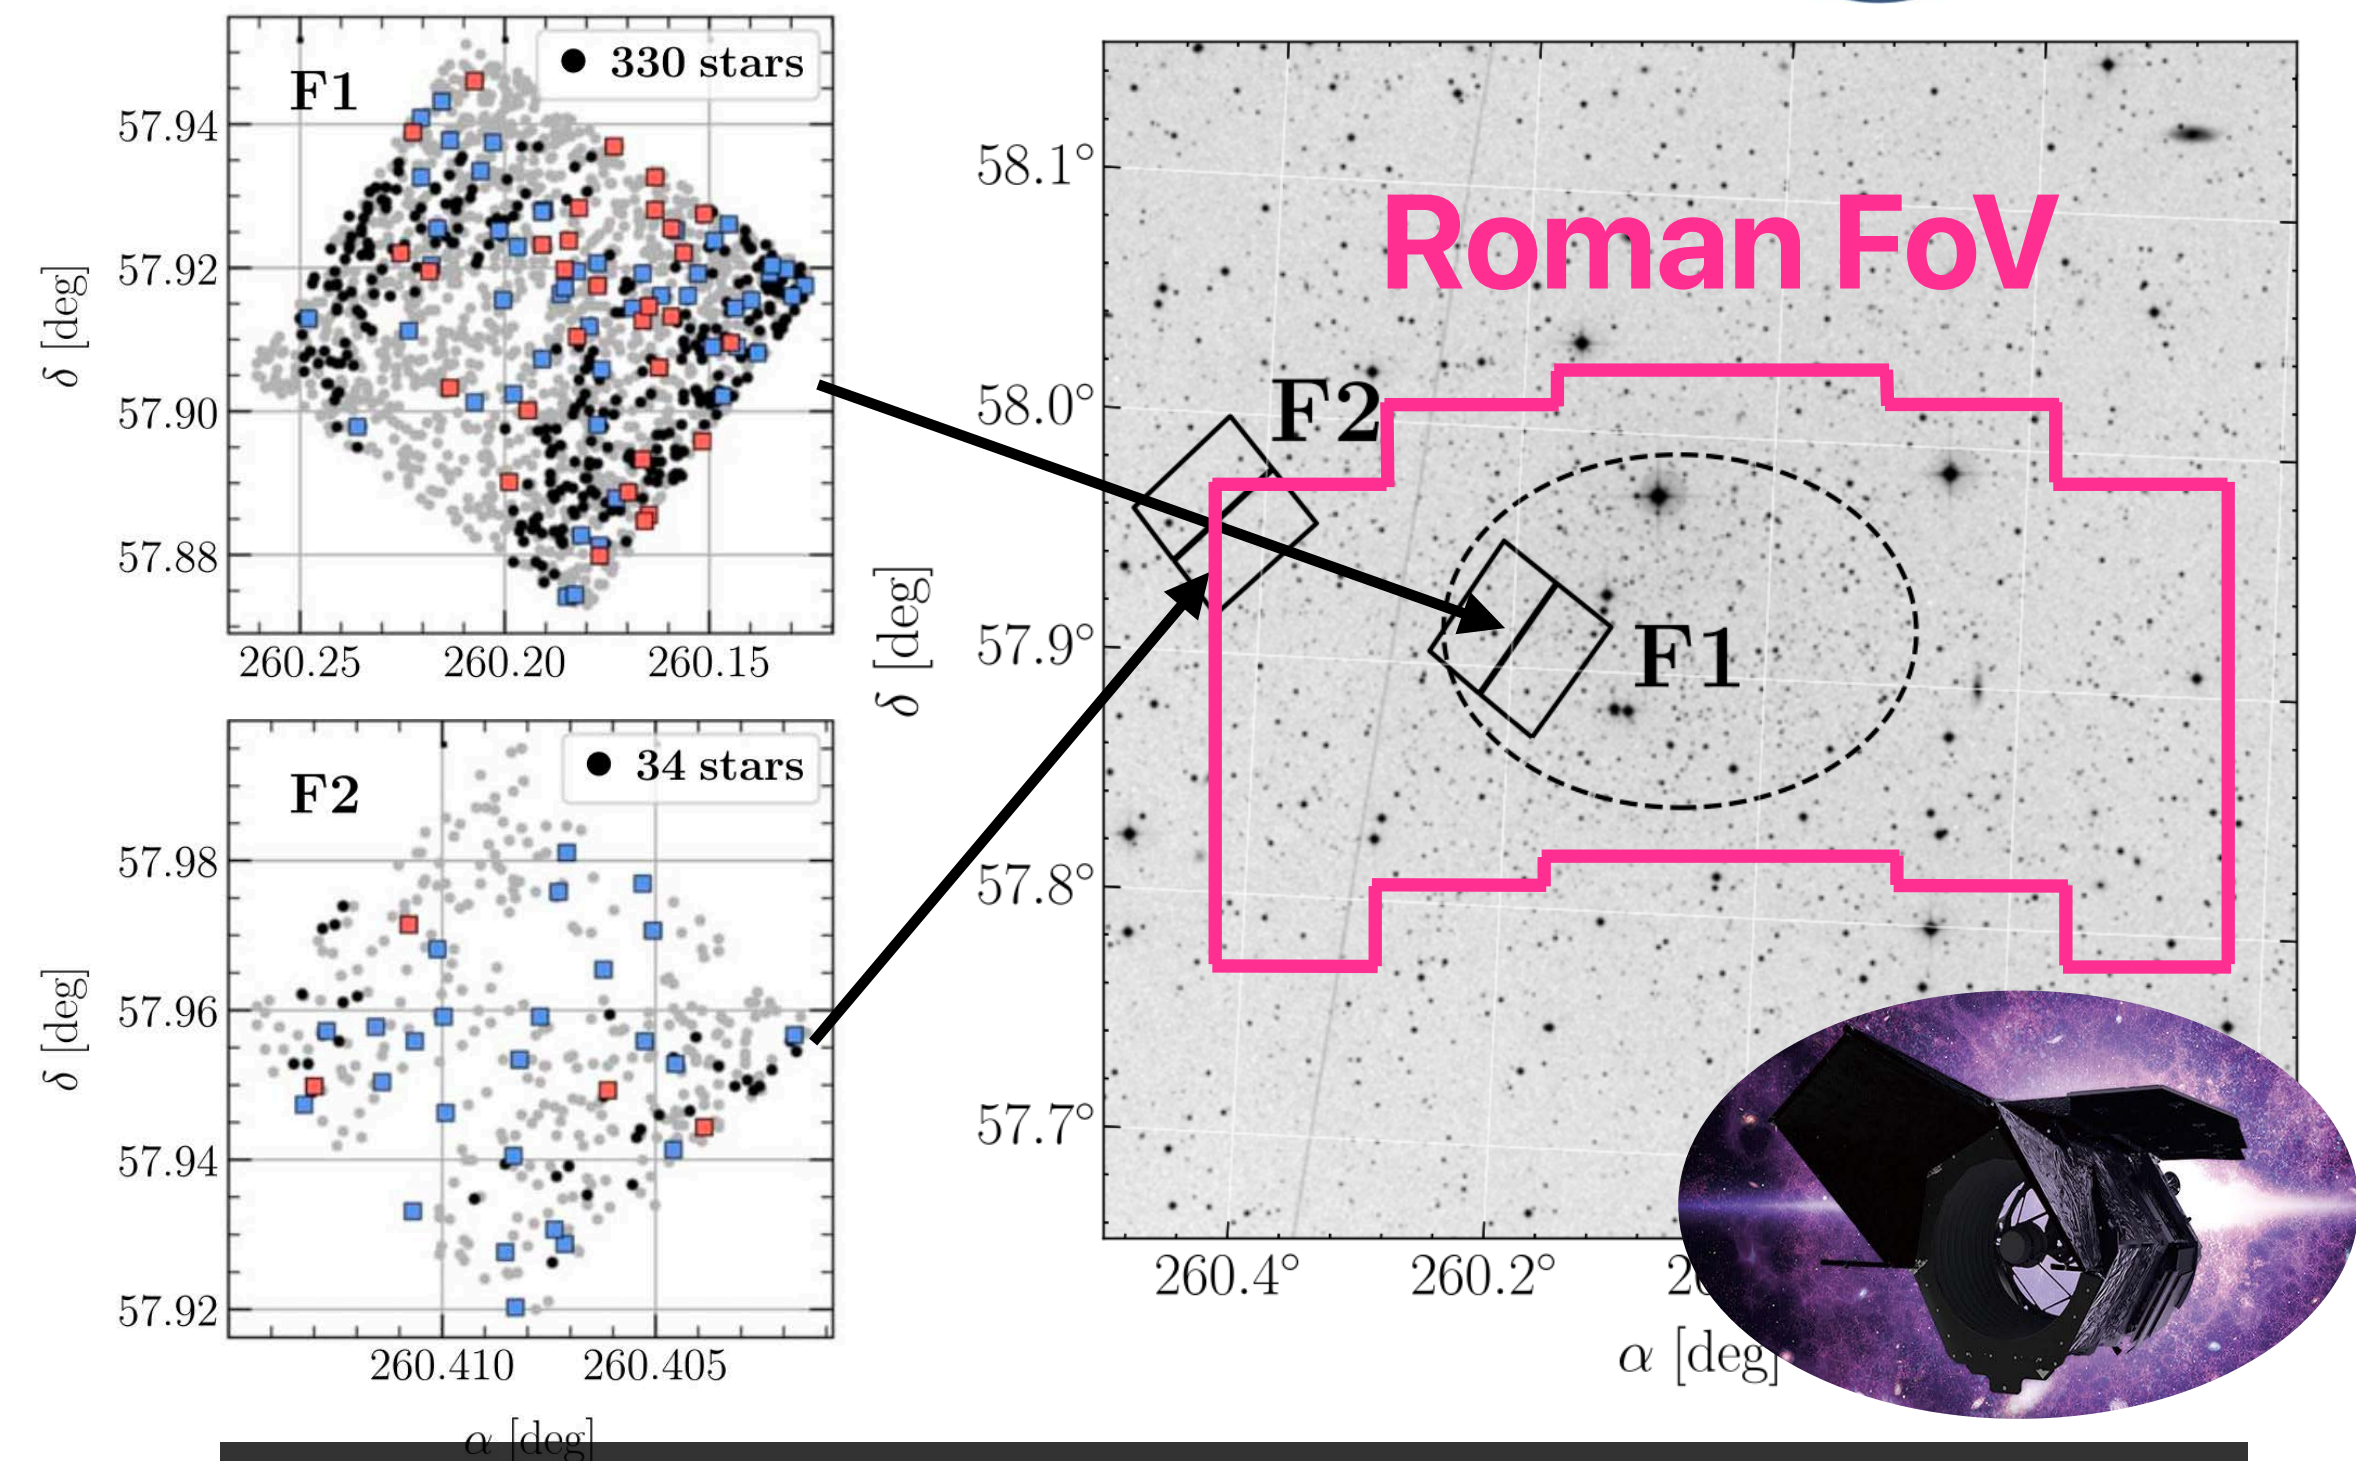 F1
330 stars
57.94
57.92
57.90
57.88
δ [deg]
260.25
260.20
260.15
F2
34 stars
57.98
57.96
57.94
57.92
δ [deg]
260.410
260.405
α [deg]
Roman FoV
58.1°
58.0°
57.9°
57.8°
57.7°
δ [deg]
F2
F1
260.4°
260.2°
α [deg]